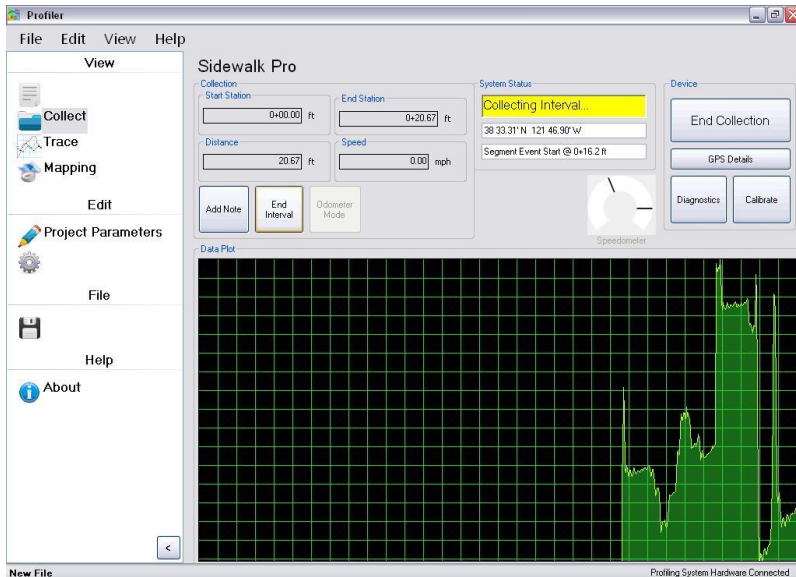 Profiler
File Edit View Help
View
Collect
Trace
Mapping
Edit
Project Parameters
File
Help
About
<
Sidewalk Pro
Collection
Start Station
0+00.00 ft
End Station
0+20.67 ft
Distance
20.67 ft
Speed
0.00 mph
Add Note
End Interval
Odometer Mode
System Status
Collecting Interval...
38 33.31' N 121 46.90' W
Segment Event Start @ 0+16.2 ft
Speedometer
Device
End Collection
GPS Details
Diagnostics
Calibrate
Data Plot
New File
Profiling System Hardware Connected